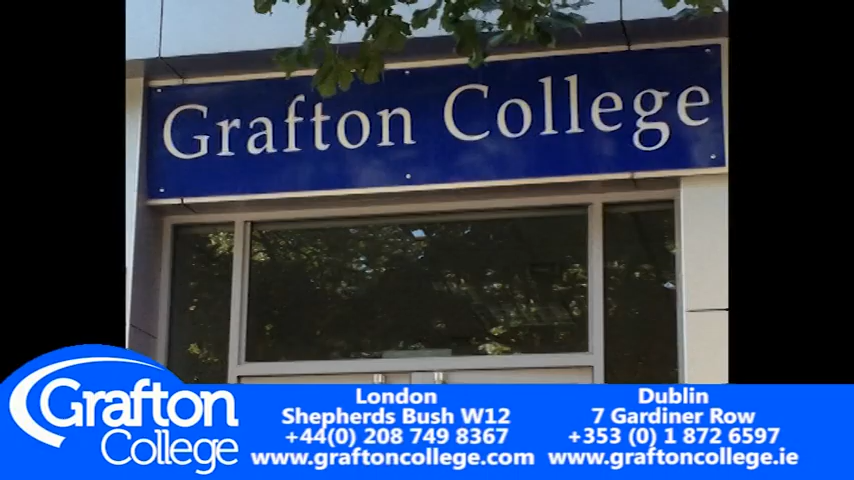 Grafton College
Grafton
College
London
Shepherds Bush W12
+44(0) 208 749 8367
www.graftoncollege.com
Dublin
7 Gardiner Row
+353 (0) 1 872 6597
www.graftoncollege.ie